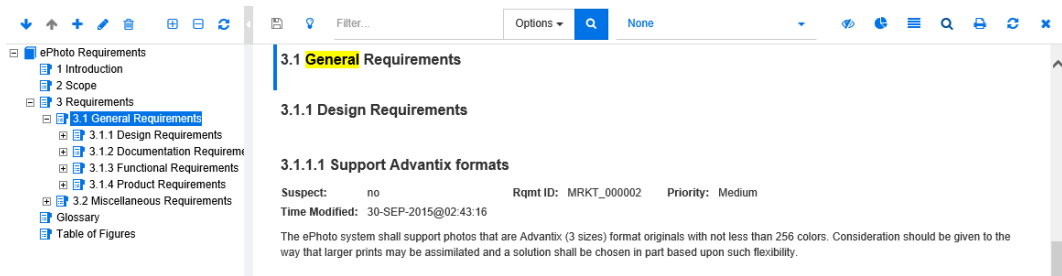 Filter...
Options
None
ePhoto Requirements
1 Introduction
2 Scope
3 Requirements
3.1 General Requirements
3.1.1 Design Requirements
3.1.2 Documentation Requireme
3.1.3 Functional Requirements
3.1.4 Product Requirements
3.2 Miscellaneous Requirements
Glossary
Table of Figures
3.1 General Requirements
3.1.1 Design Requirements
3.1.1.1 Support Advantix formats
Suspect: no Rqmt ID: MRKT_000002 Priority: Medium
Time Modified: 30-SEP-2015@02:43:16
The ePhoto system shall support photos that are Advantix (3 sizes) format originals with not less than 256 colors. Consideration should be given to the
way that larger prints may be assimilated and a solution shall be chosen in part based upon such flexibility.